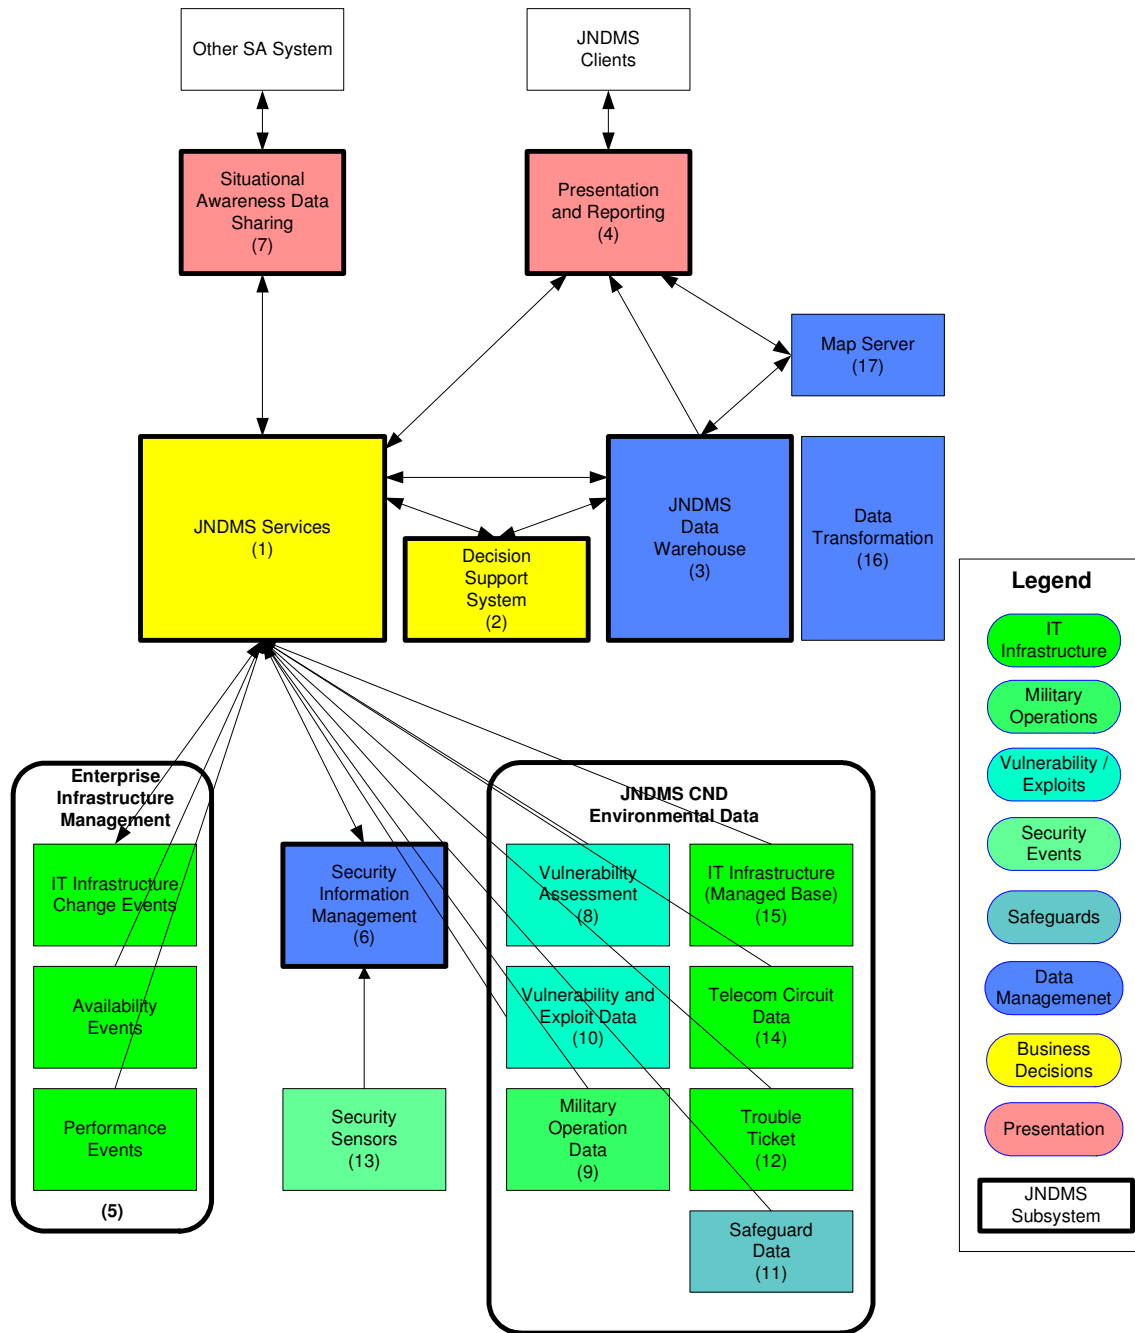 Other SA System
JNDMS
Clients
Situational
Awareness Data
Sharing
(7)
Presentation
and Reporting
(4)
Map Server
(17)
JNDMS Services
(1)
Decision
Support
System
(2)
JNDMS
Data
Warehouse
(3)
Data
Transformation
(16)
Legend
IT
Infrastructure
Military
Operations
Vulnerability /
Exploits
Security
Events
Safeguards
Data
Managemenet
Business
Decisions
Presentation
JNDMS
Subsystem
Enterprise
Infrastructure
Management
IT Infrastructure
Change Events
Availability
Events
Performance
Events
(5)
Security
Information
Management
(6)
Security
Sensors
(13)
JNDMS CND
Environmental Data
Vulnerability
Assessment
(8)
IT Infrastructure
(Managed Base)
(15)
Vulnerability and
Exploit Data
(10)
Telecom Circuit
Data
(14)
Military
Operation
Data
(9)
Trouble
Ticket
(12)
Safeguard
Data
(11)